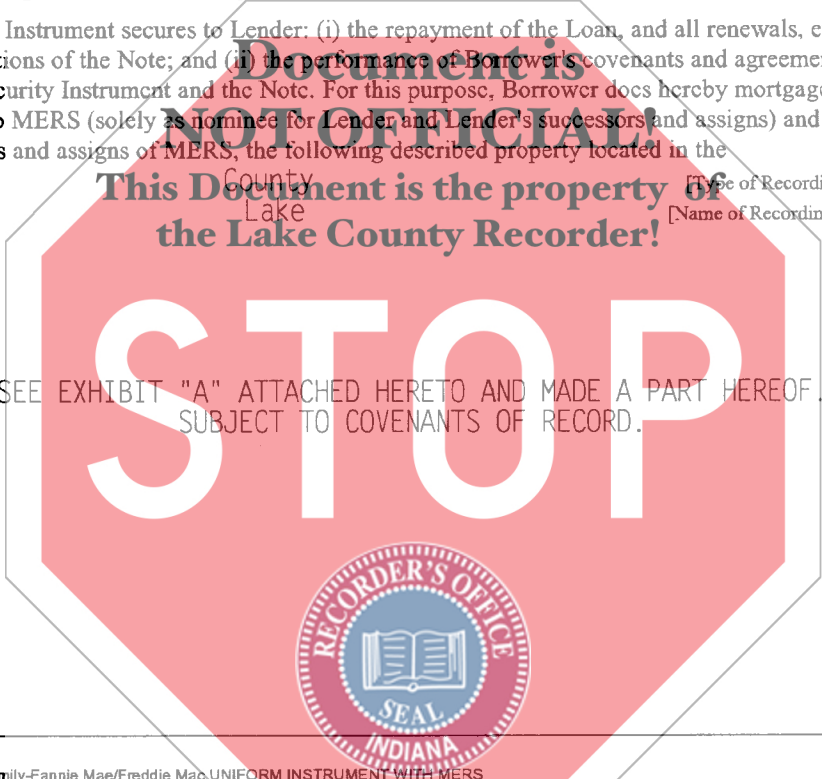 Instrument secures to Lender: (i) the repayment of the Loan, and all renewals, e
ions of the Note; and (ii) the performance of Borrower's covenants and agreeme
Document is
curity Instrument and the Note. For this purpose, Borrower does hereby mortgage
MERS (solely as nominee for Lender and Lender's successors and assigns) and
NOT OFFICIAL!
s and assigns of MERS, the following described property located in the
County [Type of Recordi
This Document is the property of
Lake [Name of Recordin
the Lake County Recorder!
STOP
SEE EXHIBIT "A" ATTACHED HERETO AND MADE A PART HEREOF.
SUBJECT TO COVENANTS OF RECORD.
RECORDER'S OFFICE
SEAL
INDIANA
mily-Fannie Mae/Freddie Mac UNIFORM INSTRUMENT WITH MERS